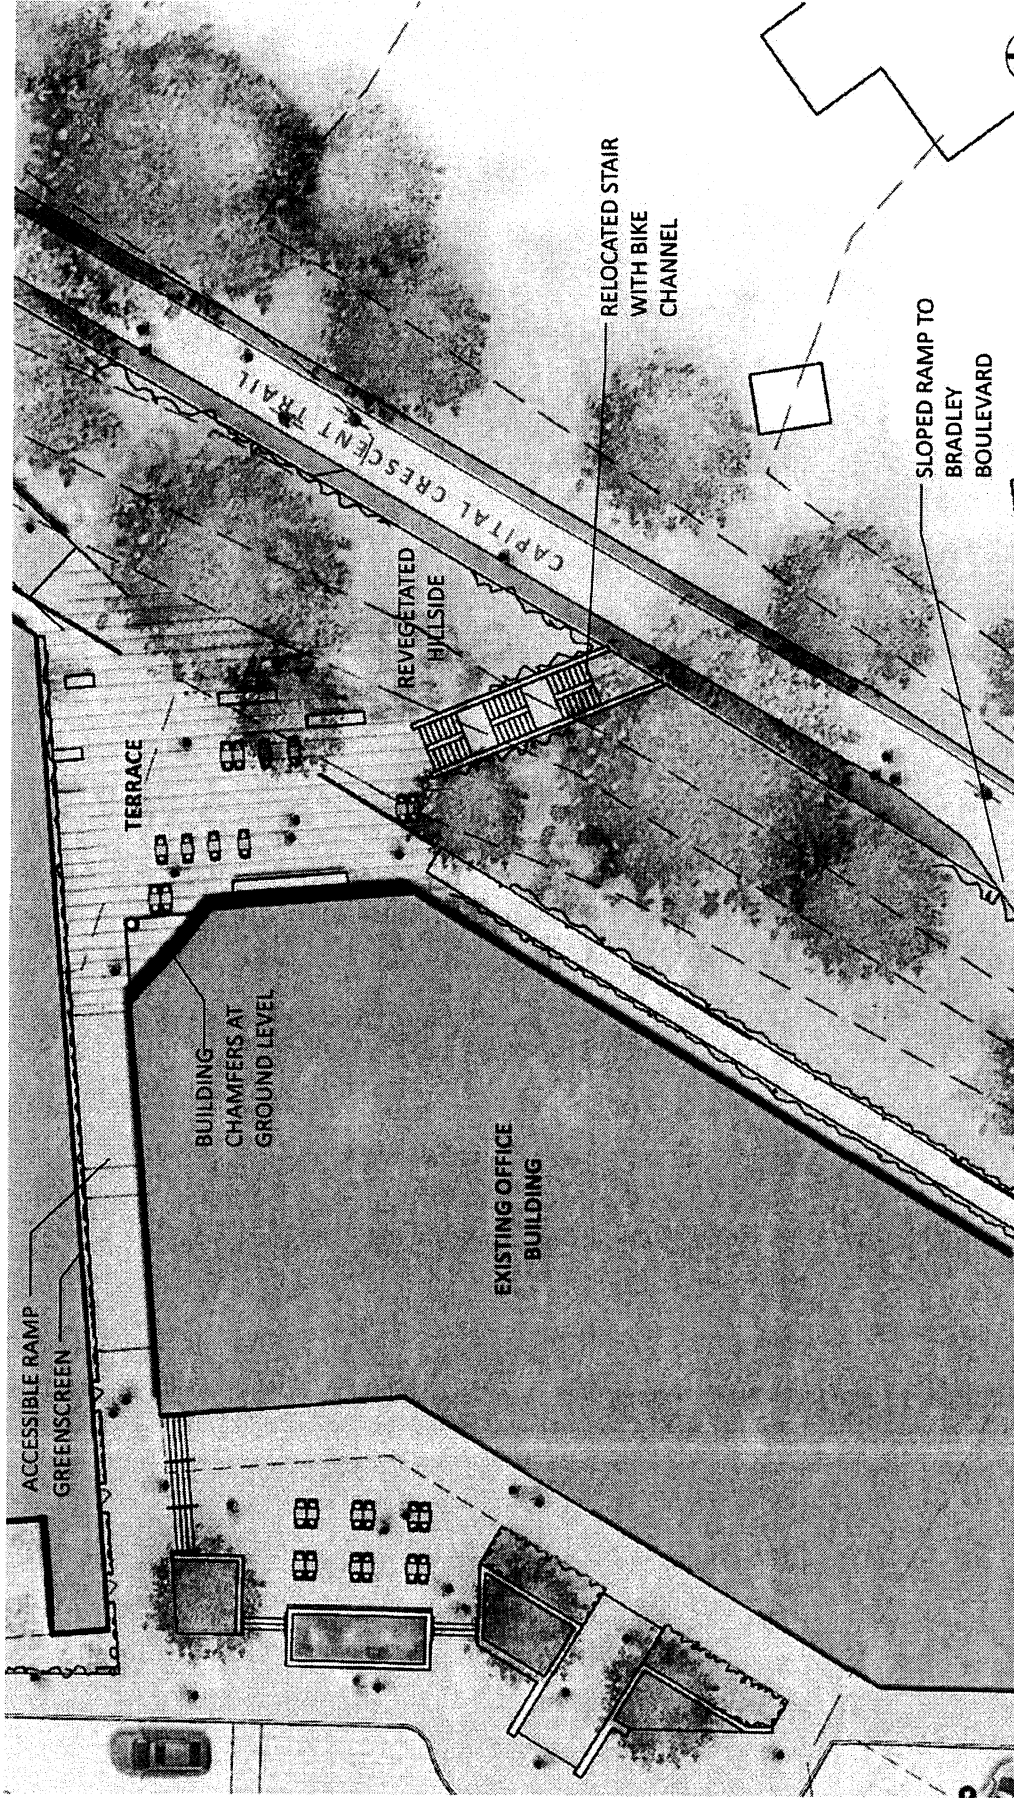 ACCESSIBLE RAMP
GREENSCREEN
TERRACE
BUILDING
CHAMFERS AT
GROUND LEVEL
EXISTING OFFICE
BUILDING
REVEGETATED
HILLSIDE
CAPITAL CRESCENT TRAIL
RELOCATED STAIR
WITH BIKE
CHANNEL
SLOPED RAMP TO
BRADLEY
BOULEVARD